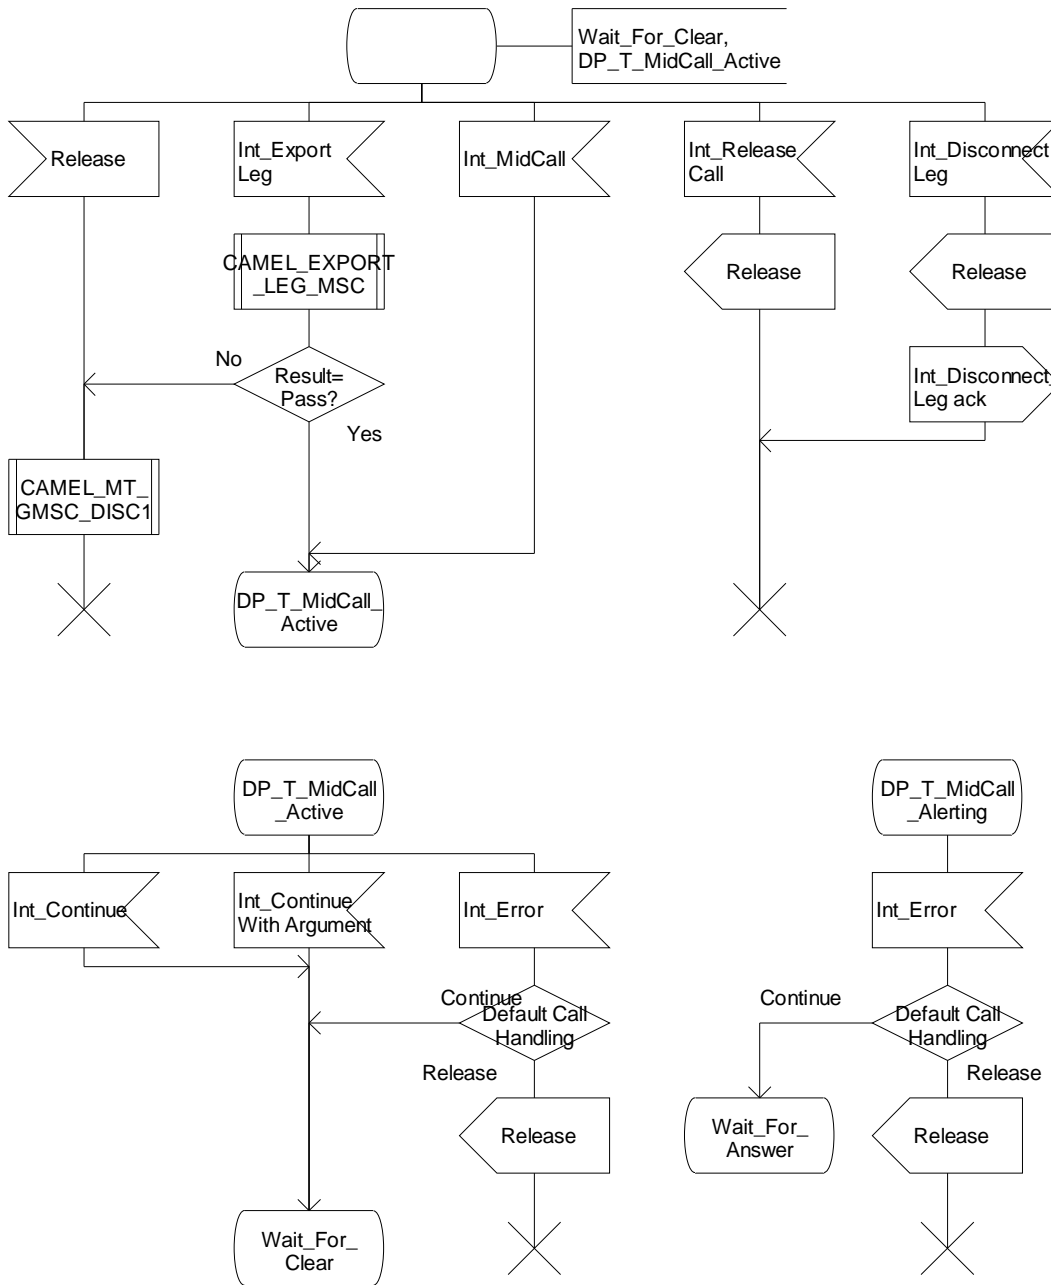 Wait_For_Clear,
DP_T_MidCall_Active
Release
Int_Export
Leg
Int_MidCall
Int_Release
Call
Int_Disconnect
Leg
CAMEL_EXPORT
_LEG_MSC
Release
Release
No
Result=
Pass?
Yes
Int_Disconnect_
Leg ack
CAMEL_MT_
GMSC_DISC1
DP_T_MidCall_
Active
DP_T_MidCall
_Active
DP_T_MidCall
_Alerting
Int_Continue
Int_Continue
With Argument
Int_Error
Int_Error
Continue
Default Call
Handling
Release
Continue
Default Call
Handling
Release
Release
Wait_For_
Answer
Release
Wait_For_
Clear